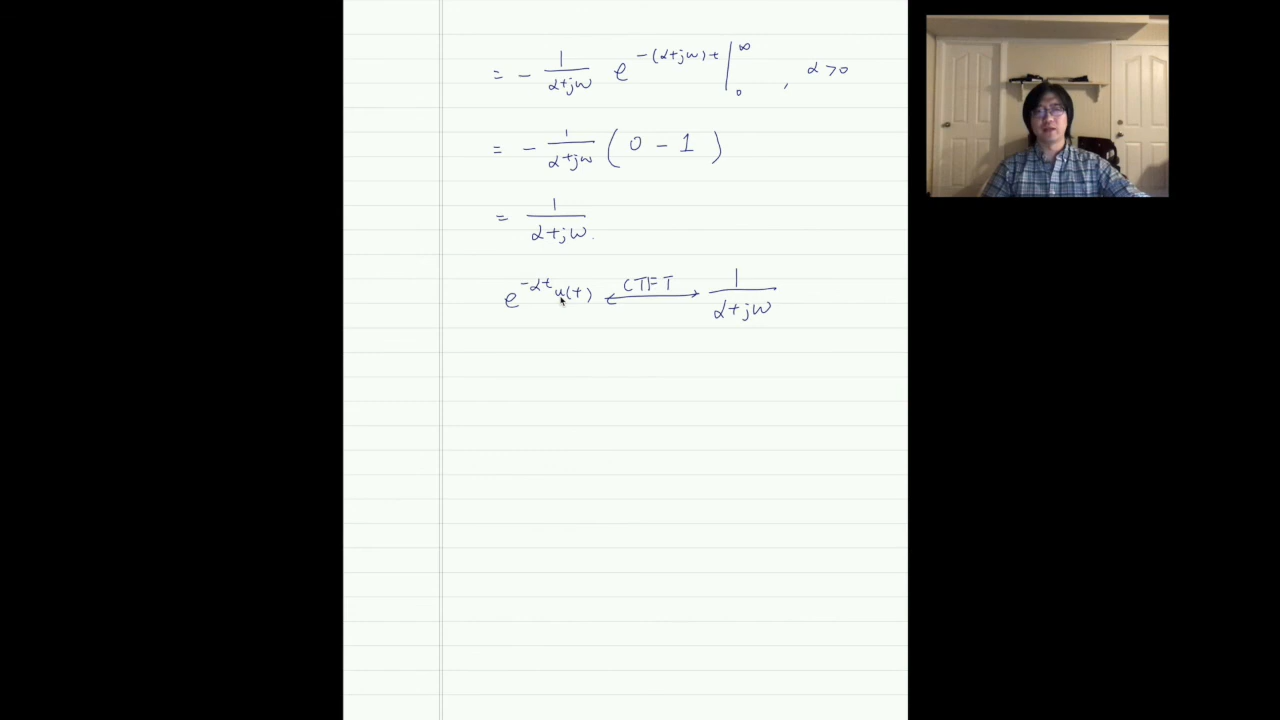 = - 1/(α+jω) e^{-(α+jω)t} |_0^∞ , α>0
= - 1/(α+jω) ( 0 - 1 )
= 1/(α+jω).
e^{-αt}u(t) ⟷ CTFT 1/(α+jω)